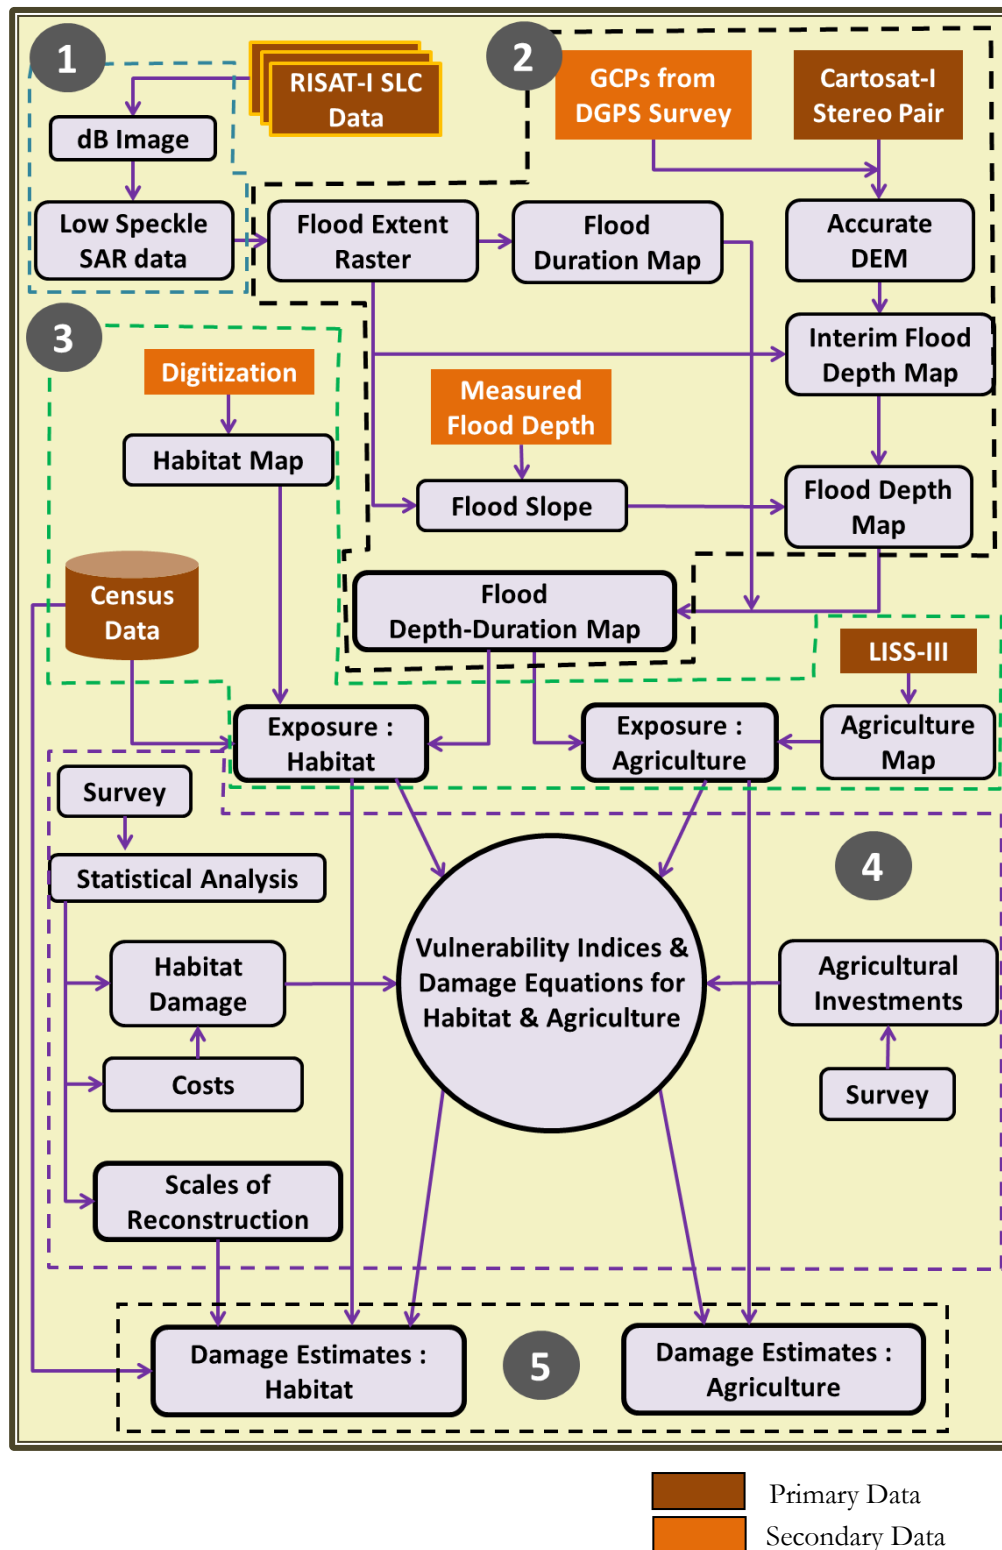 1
RISAT-I SLC
Data
dB Image
Low Speckle
SAR data
2
GCPs from
DGPS Survey
Cartosat-I
Stereo Pair
Flood Extent
Raster
Flood
Duration Map
Accurate
DEM
Interim Flood
Depth Map
Measured
Flood Depth
Flood Slope
Flood Depth
Map
Flood
Depth-Duration Map
3
Digitization
Habitat Map
Census
Data
LISS-III
Exposure :
Habitat
Exposure :
Agriculture
Agriculture
Map
4
Survey
Statistical Analysis
Habitat
Damage
Costs
Scales of
Reconstruction
Vulnerability Indices &
Damage Equations for
Habitat & Agriculture
Agricultural
Investments
Survey
Damage Estimates :
Habitat
5
Damage Estimates :
Agriculture
Primary Data
Secondary Data